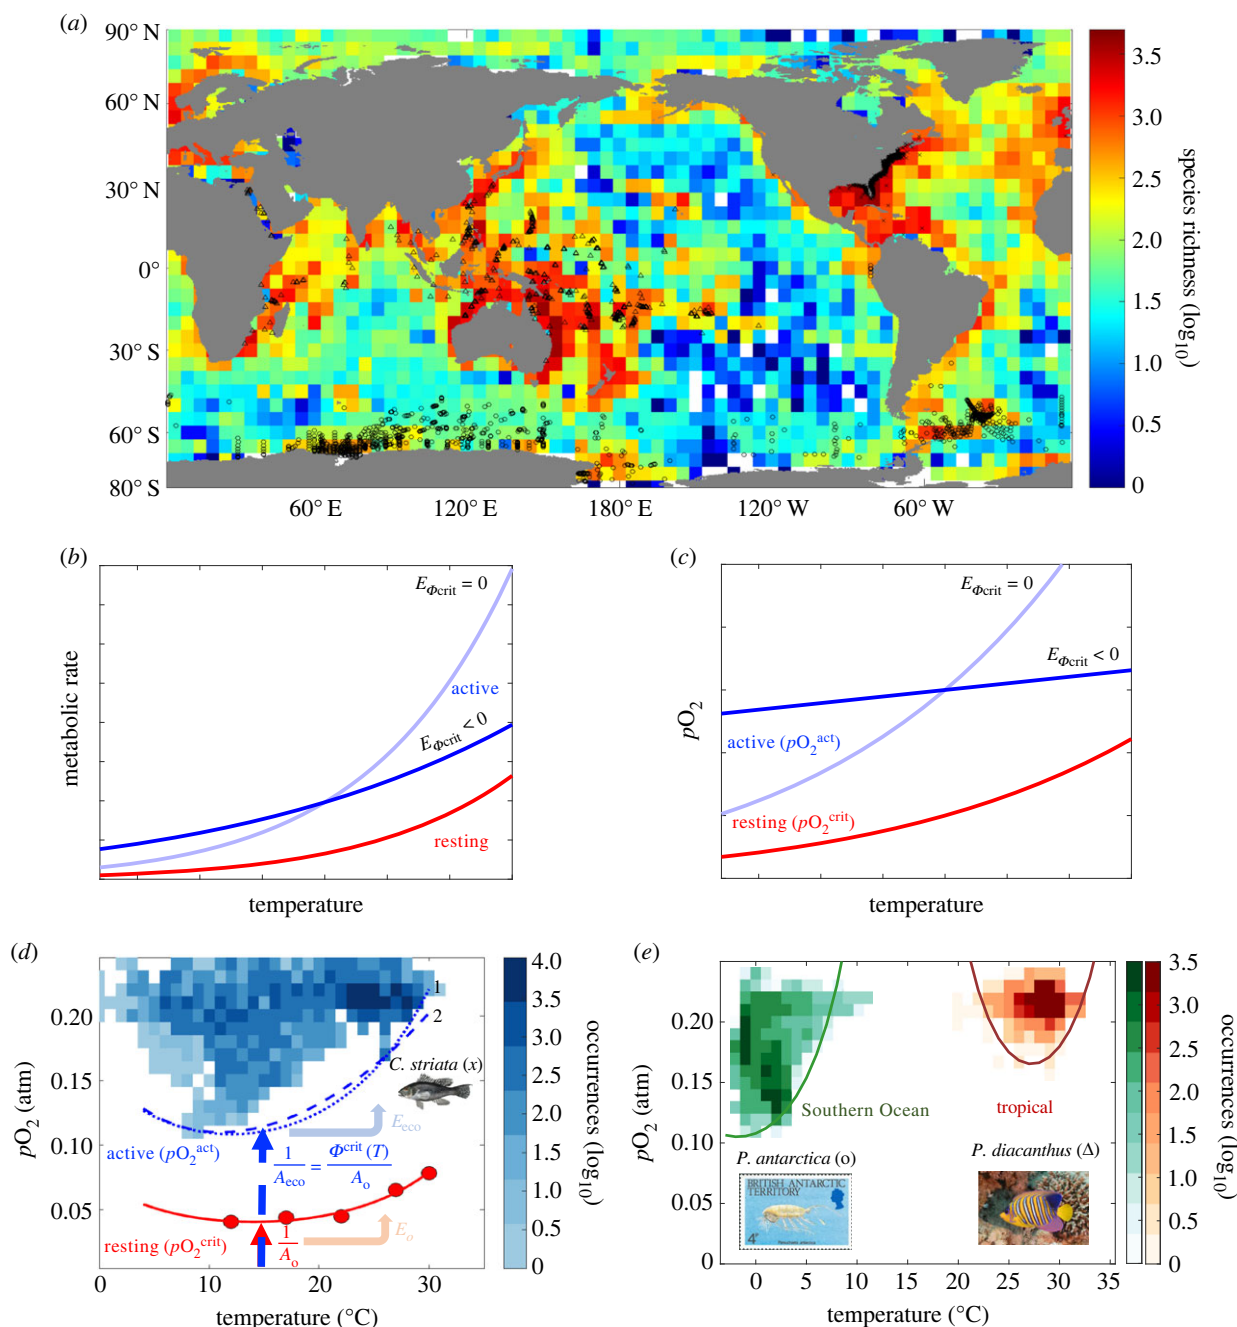 (a)
90° N
60° N
30° N
0°
30° S
60° S
80° S
60° E
120° E
180° E
120° W
60° W
3.5
3.0
2.5
2.0
1.5
1.0
0.5
0
species richness (log10)
(b)
metabolic rate
EΦcrit = 0
active
EΦcrit < 0
resting
temperature
(c)
pO2
EΦcrit = 0
EΦcrit < 0
active (pO2act)
resting (pO2crit)
temperature
(d)
pO2 (atm)
0.20
0.15
0.10
0.05
0
0
10
20
30
1
2
C. striata (x)
Eeco
active (pO2act)
1/Aeco = Φcrit (T)/Ao
resting (pO2crit)
1/Ao
Eo
temperature (°C)
4.0
3.5
3.0
2.5
2.0
1.5
1.0
0.5
0
occurrences (log10)
(e)
pO2 (atm)
0.20
0.15
0.10
0.05
0
Southern Ocean
tropical
P. antarctica (o)
P. diacanthus (Δ)
BRITISH ANTARCTIC
TERRITORY
0
5
10
15
20
25
30
35
temperature (°C)
3.5
3.0
2.5
2.0
1.5
1.0
0.5
0
occurrences (log10)